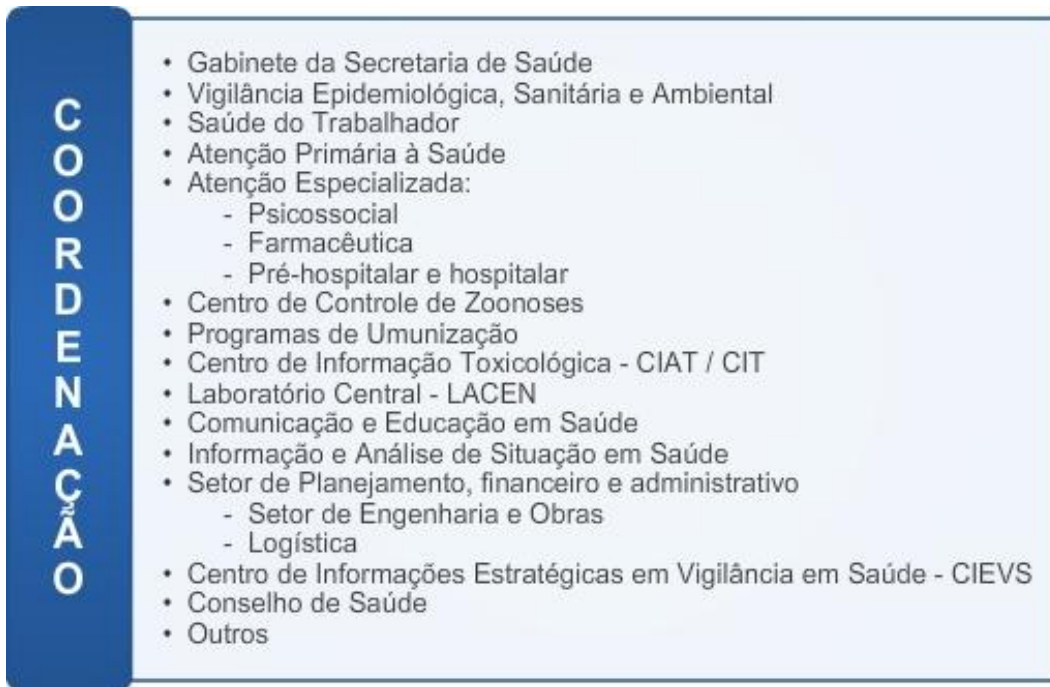 COORDENAÇÃO
• Gabinete da Secretaria de Saúde
• Vigilância Epidemiológica, Sanitária e Ambiental
• Saúde do Trabalhador
• Atenção Primária à Saúde
• Atenção Especializada:
- Psicossocial
- Farmacêutica
- Pré-hospitalar e hospitalar
• Centro de Controle de Zoonoses
• Programas de Umunização
• Centro de Informação Toxicológica - CIAT / CIT
• Laboratório Central - LACEN
• Comunicação e Educação em Saúde
• Informação e Análise de Situação em Saúde
• Setor de Planejamento, financeiro e administrativo
- Setor de Engenharia e Obras
- Logística
• Centro de Informações Estratégicas em Vigilância em Saúde - CIEVS
• Conselho de Saúde
• Outros